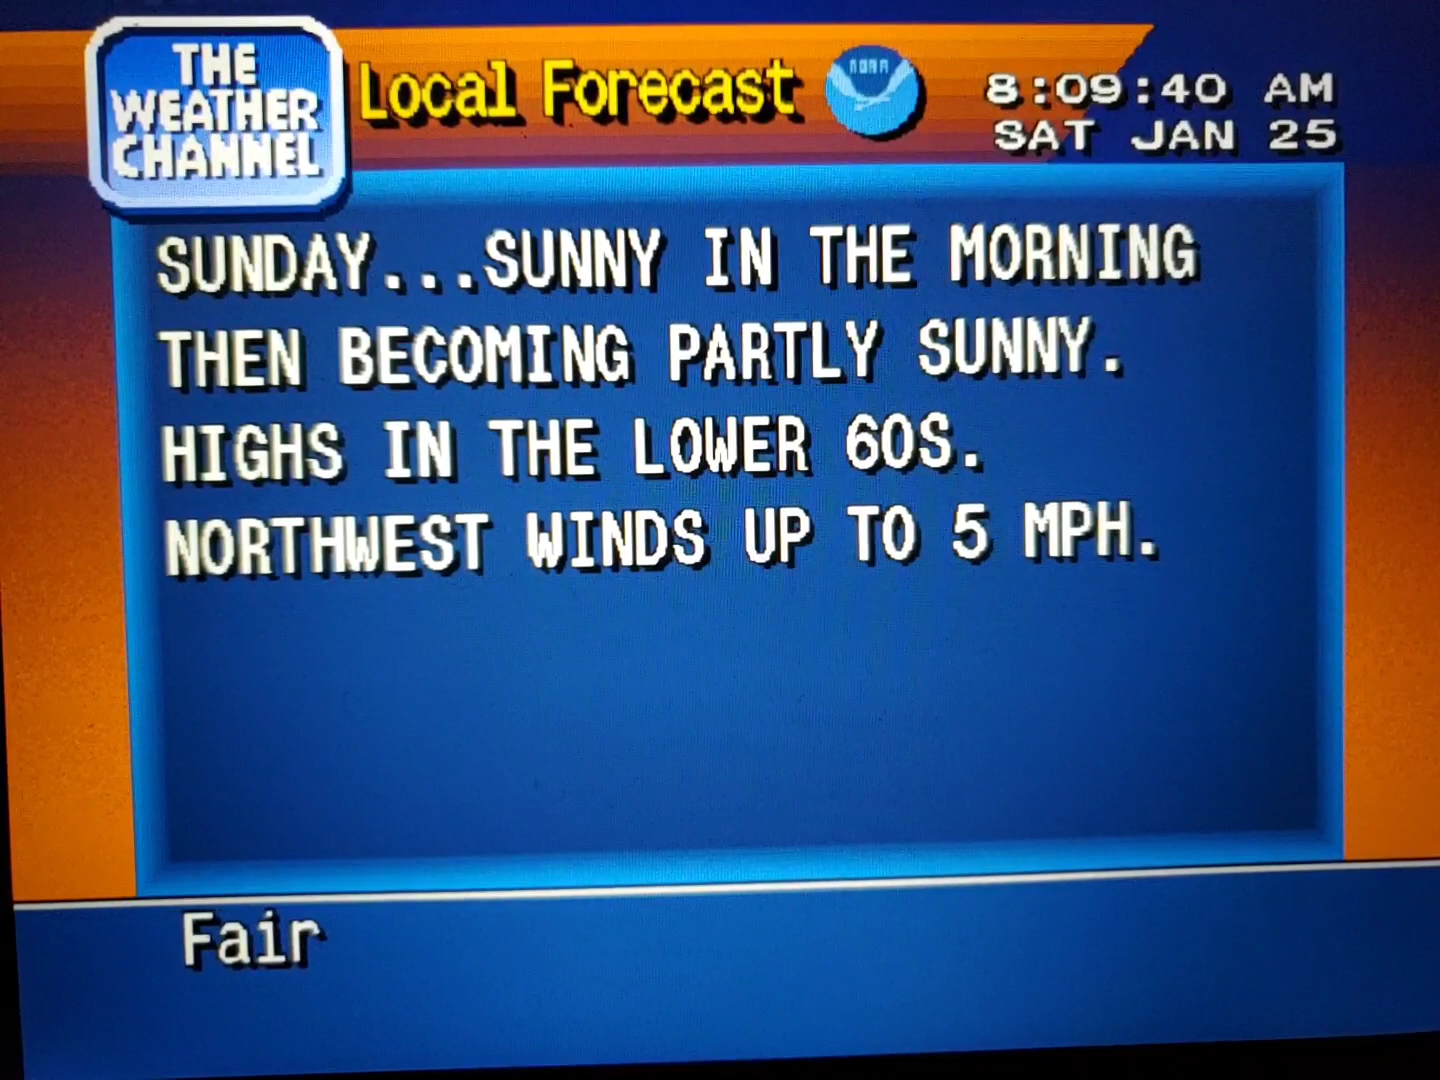 THE
WEATHER
CHANNEL
Local Forecast
NOAA
8:09:40 AM
SAT JAN 25
SUNDAY...SUNNY IN THE MORNING
THEN BECOMING PARTLY SUNNY.
HIGHS IN THE LOWER 60S.
NORTHWEST WINDS UP TO 5 MPH.
Fair